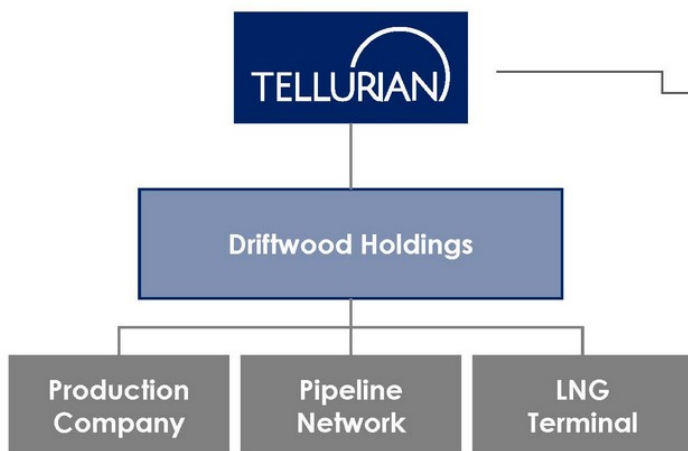 TELLURIAN
Driftwood Holdings
Production
Company
Pipeline
Network
LNG
Terminal